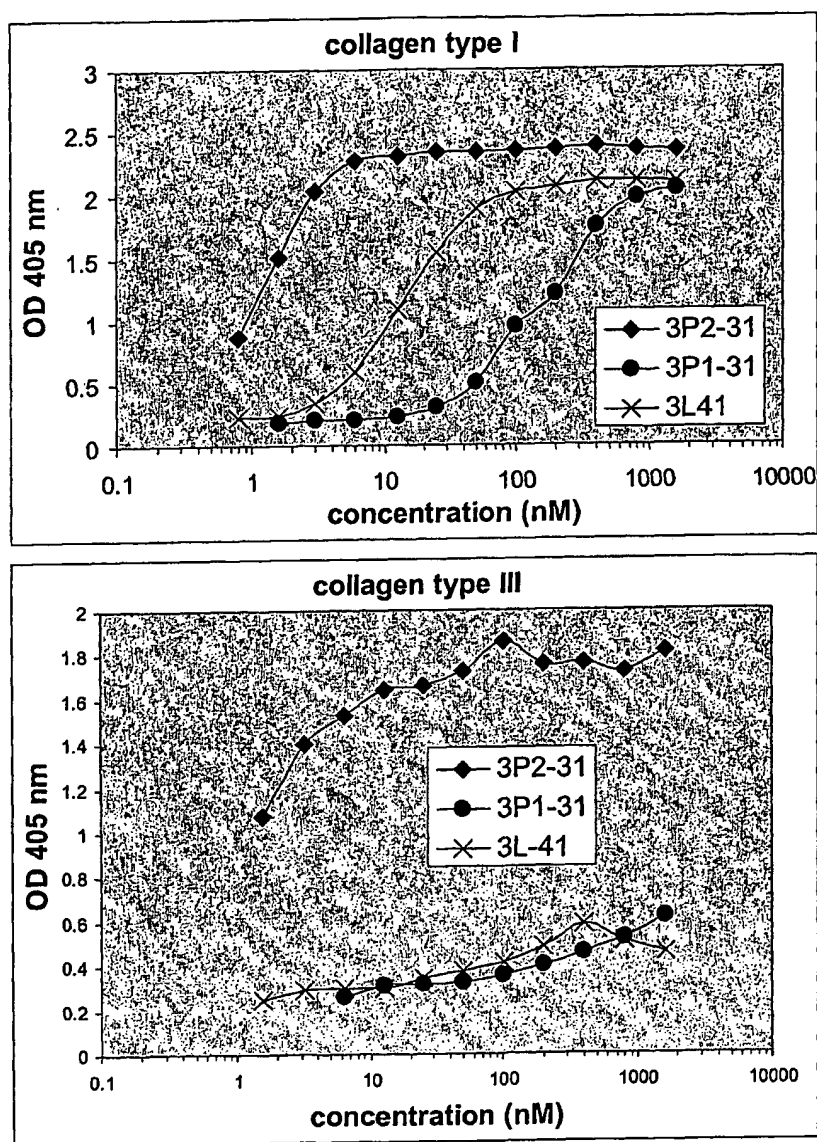 collagen type I
3
2.5
2
1.5
1
0.5
0
OD 405 nm
3P2-31
3P1-31
3L41
0.1 1 10 100 1000 10000
concentration (nM)
collagen type III
2
1.8
1.6
1.4
1.2
1
0.8
0.6
0.4
0.2
0
OD 405 nm
3P2-31
3P1-31
3L-41
0.1 1 10 100 1000 10000
concentration (nM)